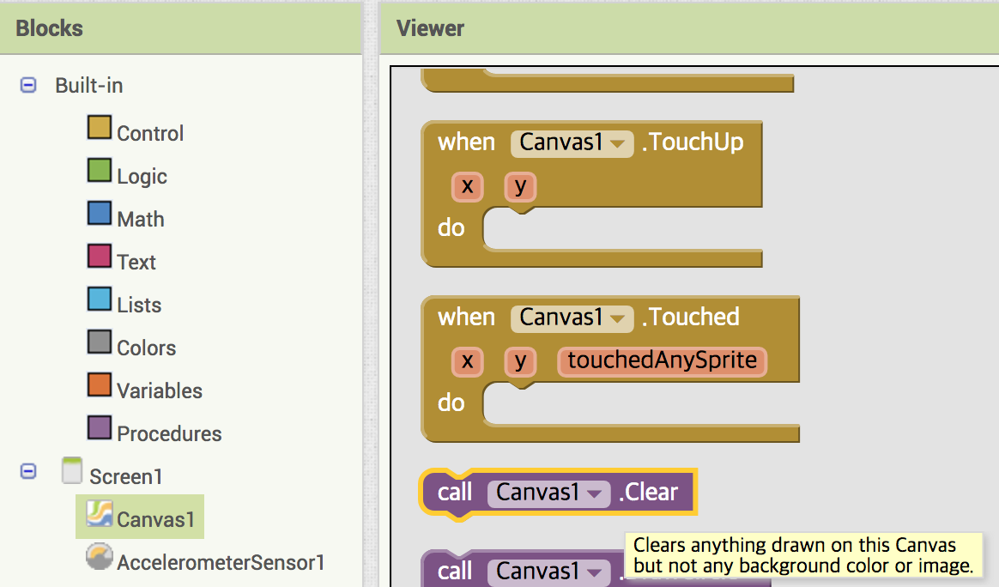 Blocks
Viewer
Built-in
Control
Logic
Math
Text
Lists
Colors
Variables
Procedures
Screen1
Canvas1
AccelerometerSensor1
when Canvas1 .TouchUp
x y
do
when Canvas1 .Touched
x y touchedAnySprite
do
call Canvas1 .Clear
Clears anything drawn on this Canvas
but not any background color or image.
call Canvas1